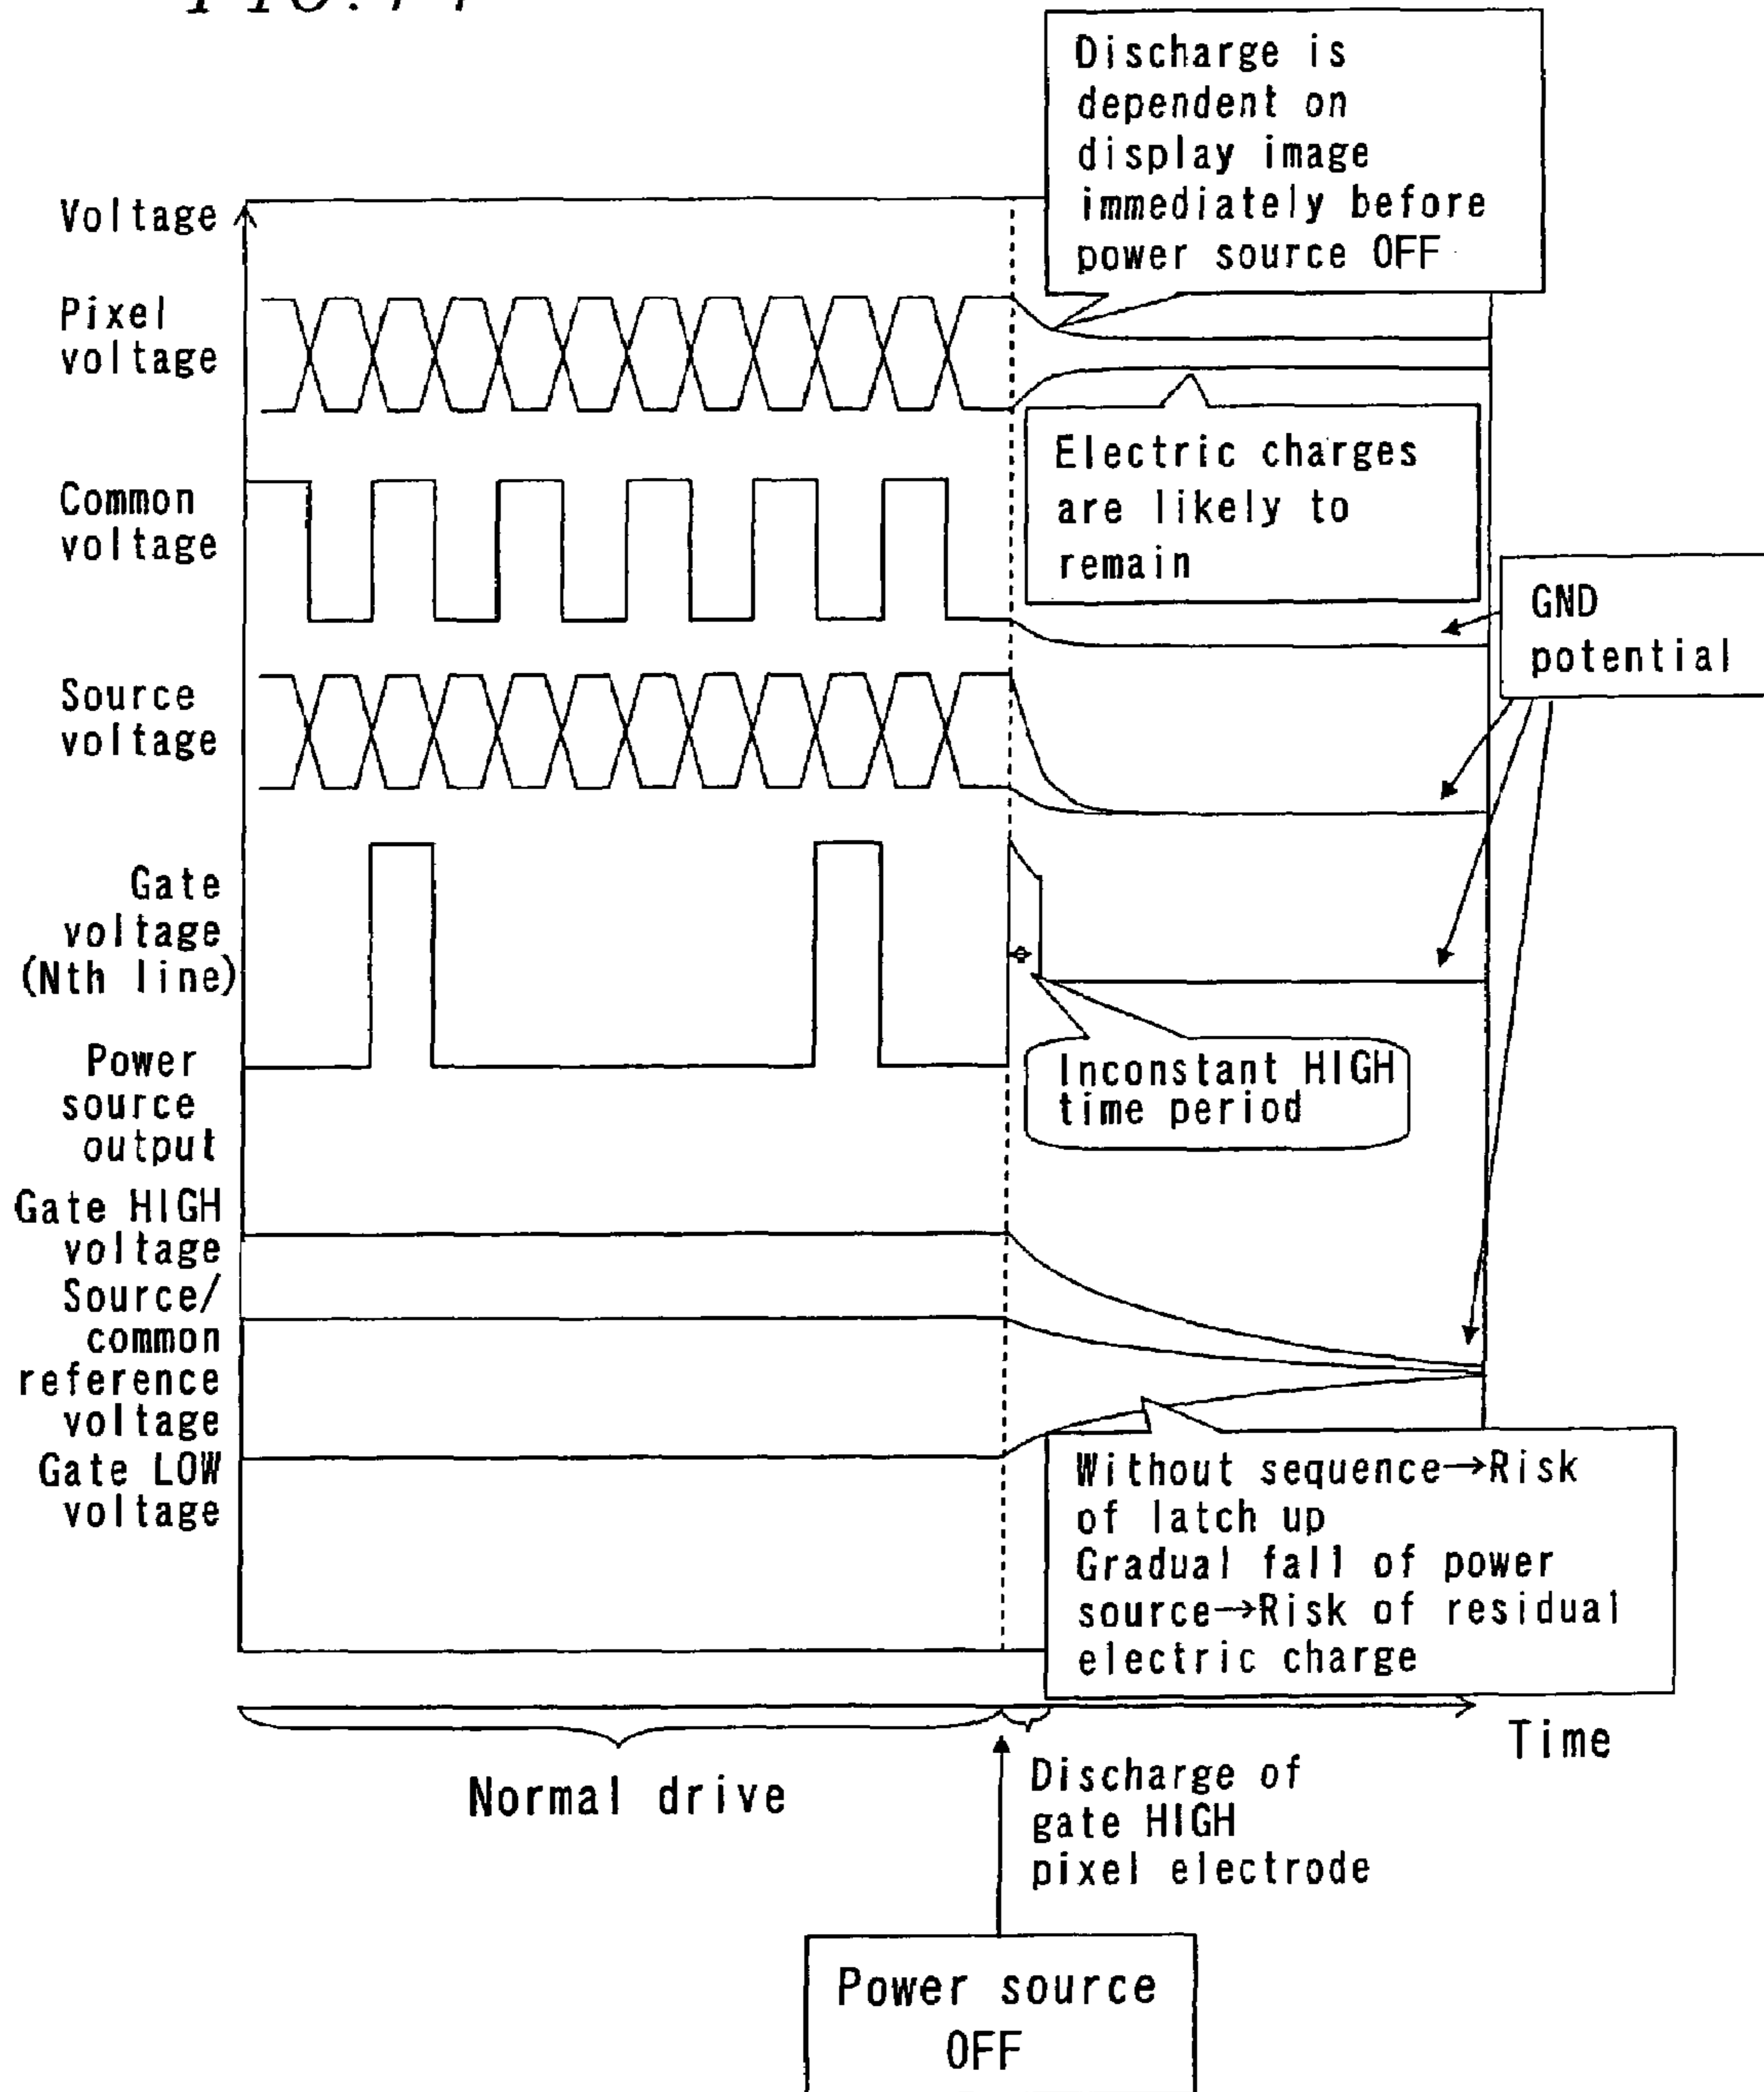 Discharge is
dependent on
display image
immediately before
power source OFF
Voltage
Pixel
voltage
Electric charges
are likely to
remain
Common
voltage
GND
potential
Source
voltage
Gate
voltage
(Nth line)
Inconstant HIGH
time period
Power
source
output
Gate HIGH
voltage
Source/
common
reference
voltage
Gate LOW
voltage
Without sequence→Risk
of latch up
Gradual fall of power
source→Risk of residual
electric charge
Time
Normal drive
Discharge of
gate HIGH
pixel electrode
Power source
OFF